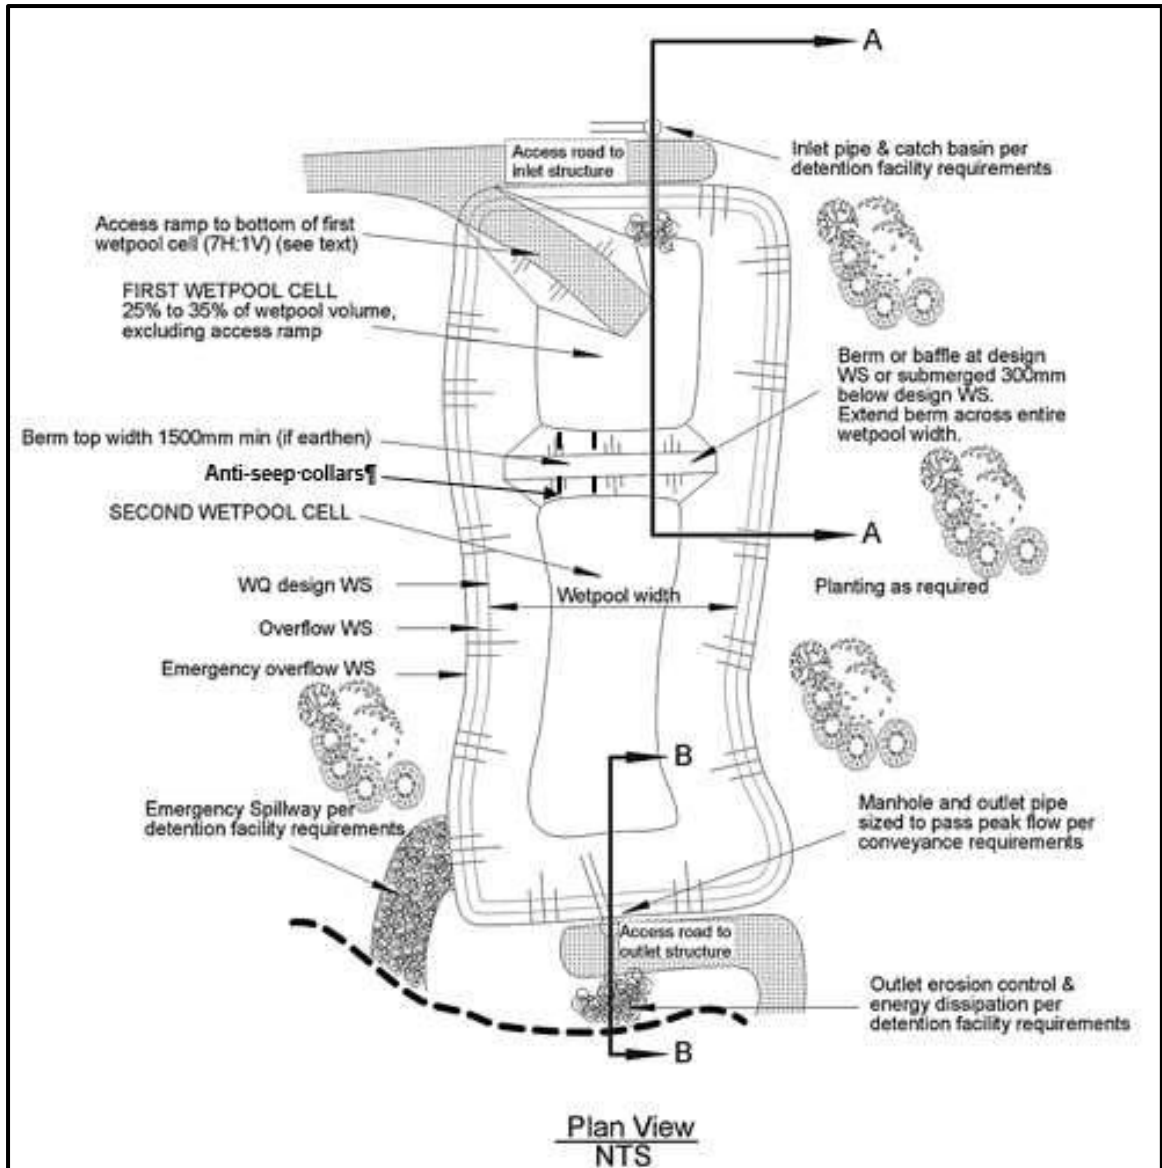 A
Inlet pipe & catch basin per
detention facility requirements
Access road to
inlet structure
Access ramp to bottom of first
wetpool cell (7H:1V) (see text)
FIRST WETPOOL CELL
25% to 35% of wetpool volume,
excluding access ramp
Berm or baffle at design
WS or submerged 300mm
below design WS.
Extend berm across entire
wetpool width.
Berm top width 1500mm min (if earthen)
Anti-seep·collars¶
SECOND WETPOOL CELL
A
WQ design WS
Wetpool width
Planting as required
Overflow WS
Emergency overflow WS
B
Emergency Spillway per
detention facility requirements
Manhole and outlet pipe
sized to pass peak flow per
conveyance requirements
Access road to
outlet structure
Outlet erosion control &
energy dissipation per
detention facility requirements
B
Plan View
NTS